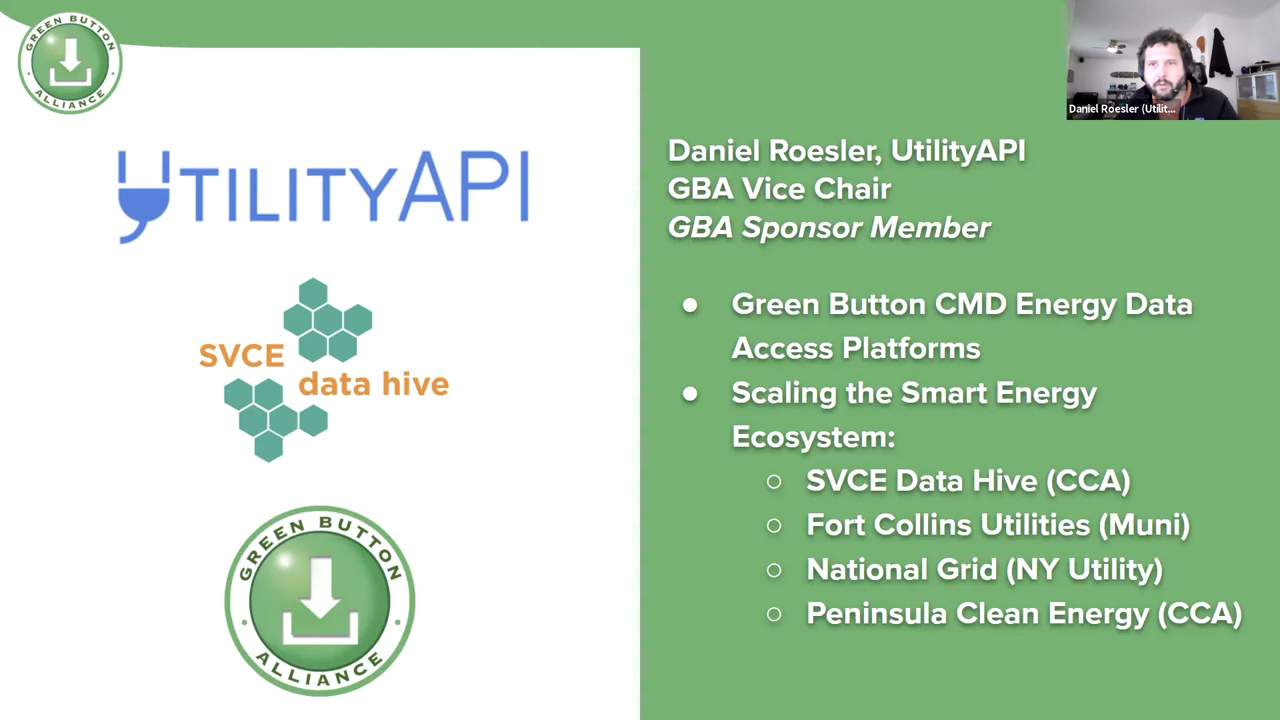 GREEN BUTTON
ALLIANCE
Daniel Roesler (Utilit...
UTILITYAPI
SVCE
data hive
GREEN BUTTON
ALLIANCE
Daniel Roesler, UtilityAPI
GBA Vice Chair
GBA Sponsor Member
● Green Button CMD Energy Data
Access Platforms
● Scaling the Smart Energy
Ecosystem:
○ SVCE Data Hive (CCA)
○ Fort Collins Utilities (Muni)
○ National Grid (NY Utility)
○ Peninsula Clean Energy (CCA)